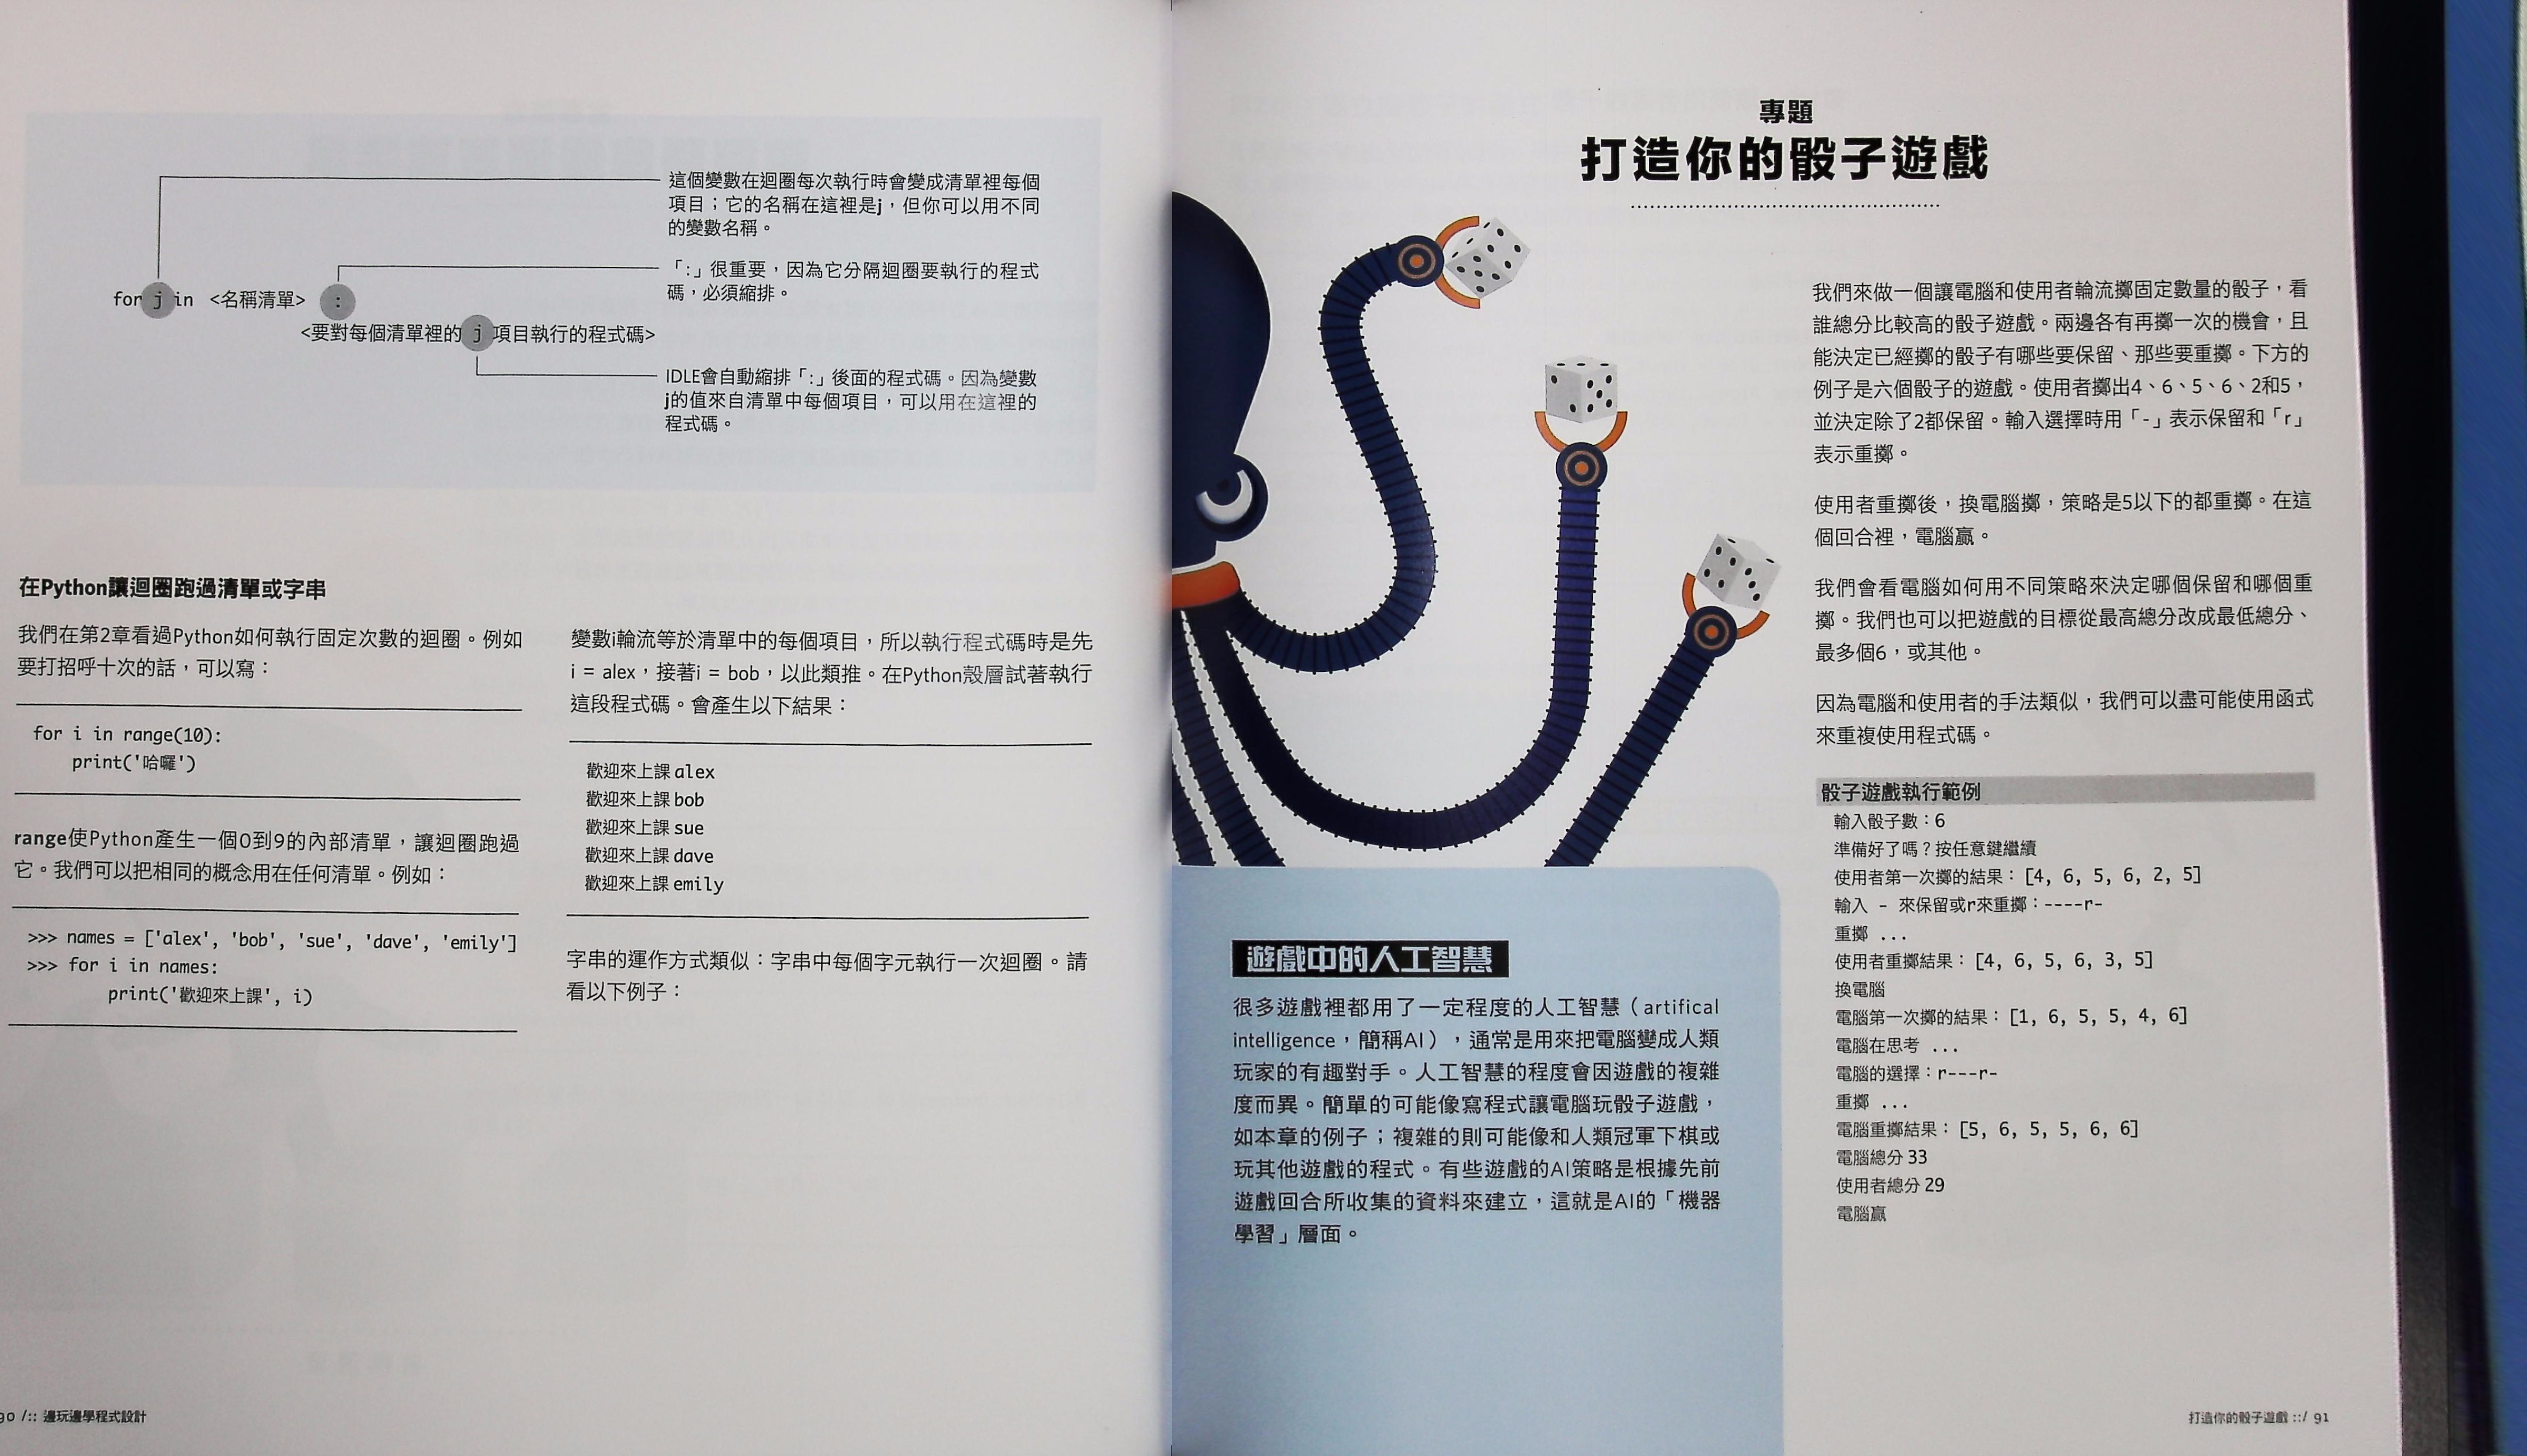 這個變數在迴圈每次執行時會變成清單裡每個
項目；它的名稱在這裡是j，但你可以用不同
的變數名稱。
「:」很重要，因為它分隔迴圈要執行的程式
碼，必須縮排。
for j in <名稱清單> :
<要對每個清單裡的 j 項目執行的程式碼>
IDLE會自動縮排「:」後面的程式碼。因為變數
j的值來自清單中每個項目，可以用在這裡的
程式碼。
在Python讓迴圈跑過清單或字串
我們在第2章看過Python如何執行固定次數的迴圈。例如
要打招呼十次的話，可以寫：
for i in range(10):
print('哈囉')
range使Python產生一個0到9的內部清單，讓迴圈跑過
它。我們可以把相同的概念用在任何清單。例如：
>>> names = ['alex', 'bob', 'sue', 'dave', 'emily']
>>> for i in names:
print('歡迎來上課', i)
變數i輪流等於清單中的每個項目，所以執行程式碼時是先
i = alex，接著i = bob，以此類推。在Python殼層試著執行
這段程式碼。會產生以下結果：
歡迎來上課 alex
歡迎來上課 bob
歡迎來上課 sue
歡迎來上課 dave
歡迎來上課 emily
字串的運作方式類似：字串中每個字元執行一次迴圈。請
看以下例子：
90 /:: 邊玩邊學程式設計
專題
打造你的骰子遊戲
我們來做一個讓電腦和使用者輪流擲固定數量的骰子，看
誰總分比較高的骰子遊戲。兩邊各有再擲一次的機會，且
能決定已經擲的骰子有哪些要保留、那些要重擲。下方的
例子是六個骰子的遊戲。使用者擲出4、6、5、6、2和5，
並決定除了2都保留。輸入選擇時用「-」表示保留和「r」
表示重擲。
使用者重擲後，換電腦擲，策略是5以下的都重擲。在這
個回合裡，電腦贏。
我們會看電腦如何用不同策略來決定哪個保留和哪個重
擲。我們也可以把遊戲的目標從最高總分改成最低總分、
最多個6，或其他。
因為電腦和使用者的手法類似，我們可以盡可能使用函式
來重複使用程式碼。
骰子遊戲執行範例
輸入骰子數：6
準備好了嗎？按任意鍵繼續
使用者第一次擲的結果： [4, 6, 5, 6, 2, 5]
輸入 - 來保留或r來重擲：----r-
重擲 ...
使用者重擲結果： [4, 6, 5, 6, 3, 5]
換電腦
電腦第一次擲的結果： [1, 6, 5, 5, 4, 6]
電腦在思考 ...
電腦的選擇：r---r-
重擲 ...
電腦重擲結果： [5, 6, 5, 5, 6, 6]
電腦總分 33
使用者總分 29
電腦贏
遊戲中的人工智慧
很多遊戲裡都用了一定程度的人工智慧（artifical
intelligence，簡稱AI），通常是用來把電腦變成人類
玩家的有趣對手。人工智慧的程度會因遊戲的複雜
度而異。簡單的可能像寫程式讓電腦玩骰子遊戲，
如本章的例子；複雜的則可能像和人類冠軍下棋或
玩其他遊戲的程式。有些遊戲的AI策略是根據先前
遊戲回合所收集的資料來建立，這就是AI的「機器
學習」層面。
打造你的骰子遊戲 ::/ 91